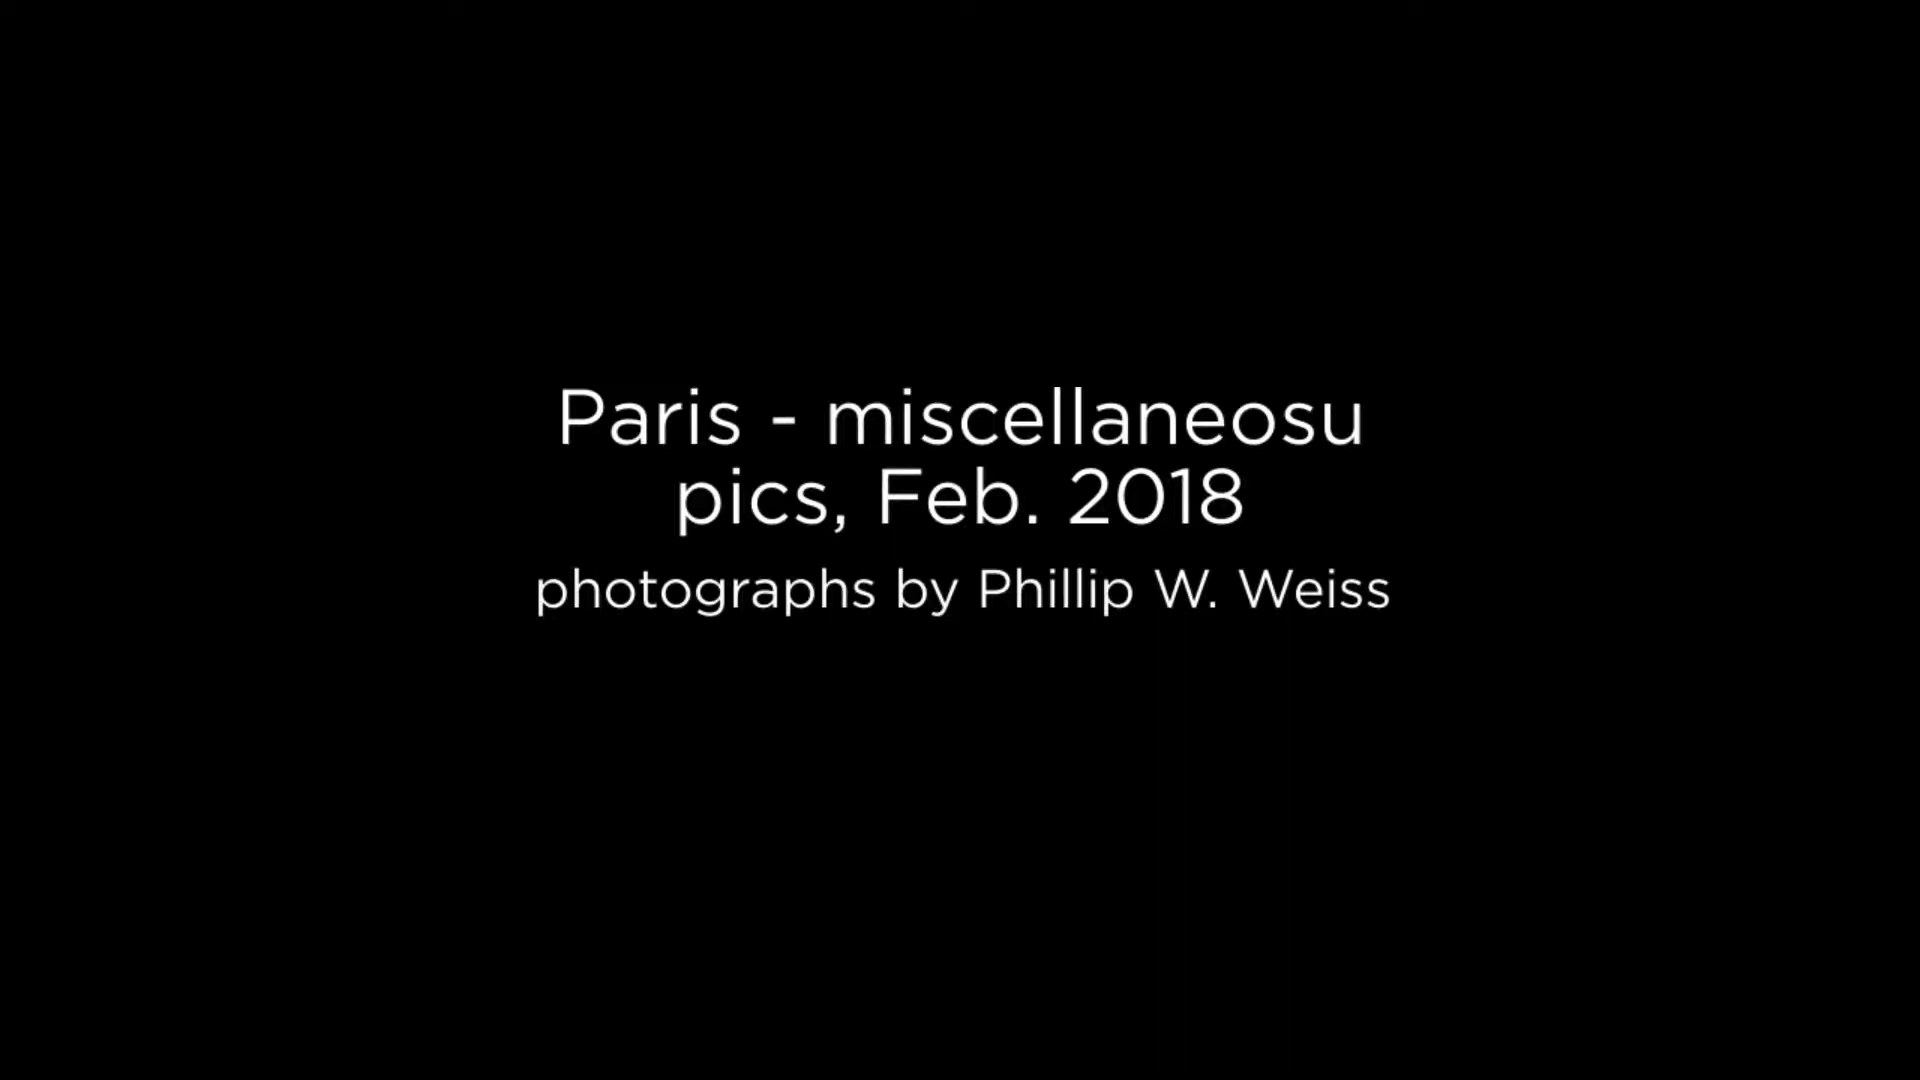 Paris - miscellaneosu
pics, Feb. 2018
photographs by Phillip W. Weiss